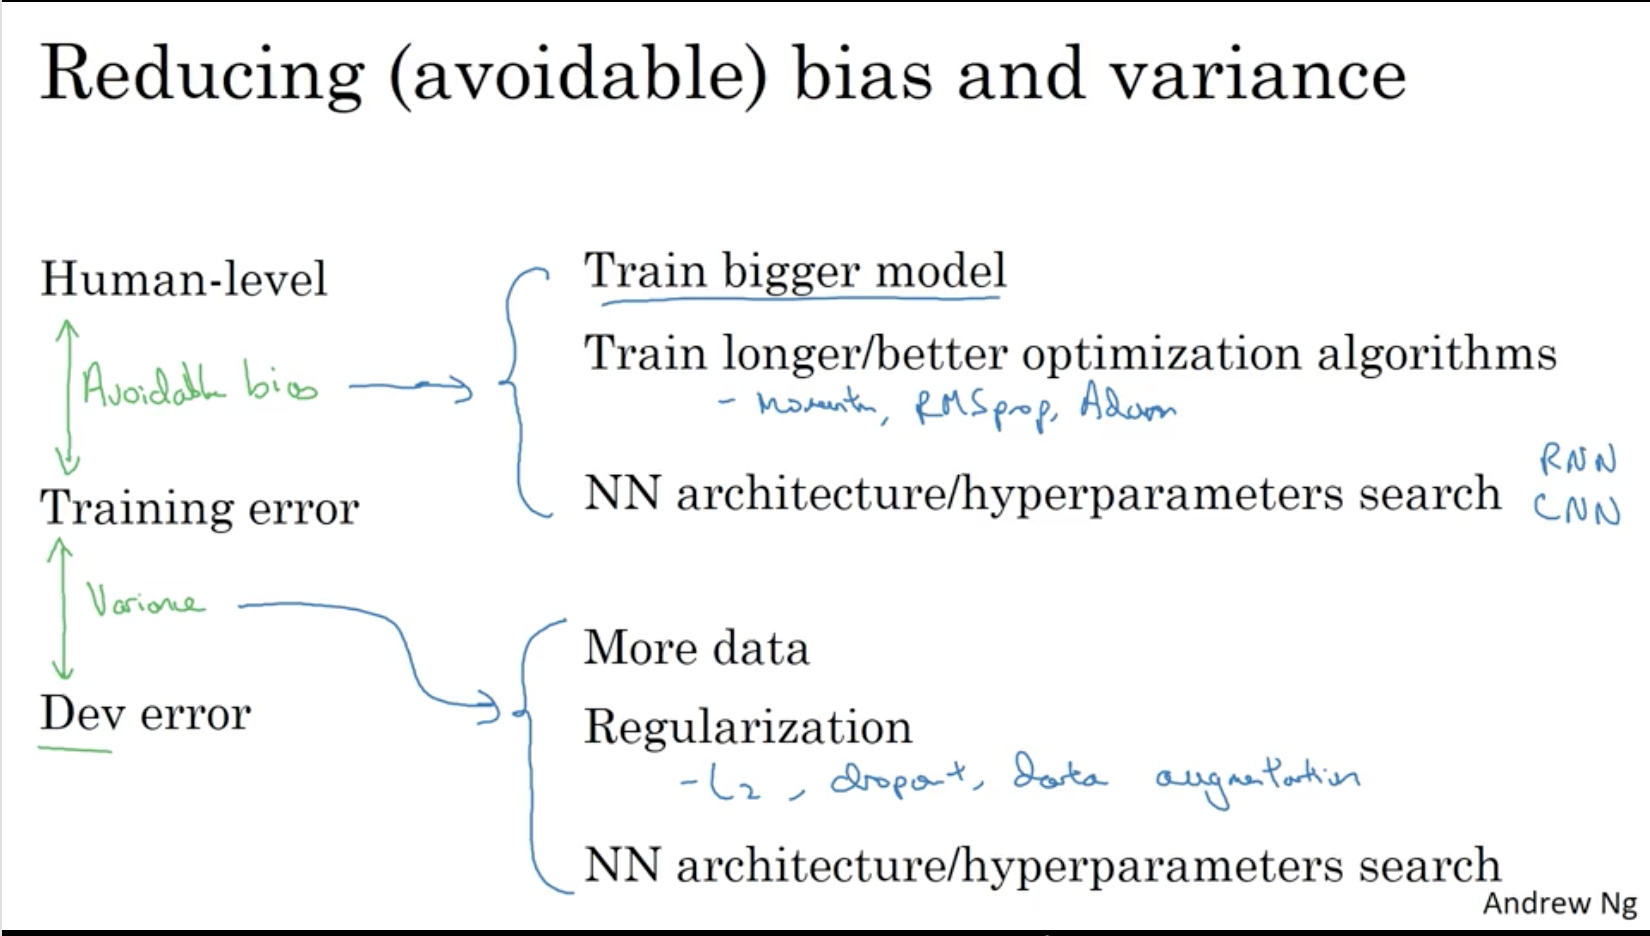 Reducing (avoidable) bias and variance
Human-level
Train bigger model
Avoidable bias
Train longer/better optimization algorithms
- Momentum, RMSprop, Adam
Training error
NN architecture/hyperparameters search
RNN
CNN
Variance
More data
Dev error
Regularization
- L2, dropout, data augmentation
NN architecture/hyperparameters search
Andrew Ng